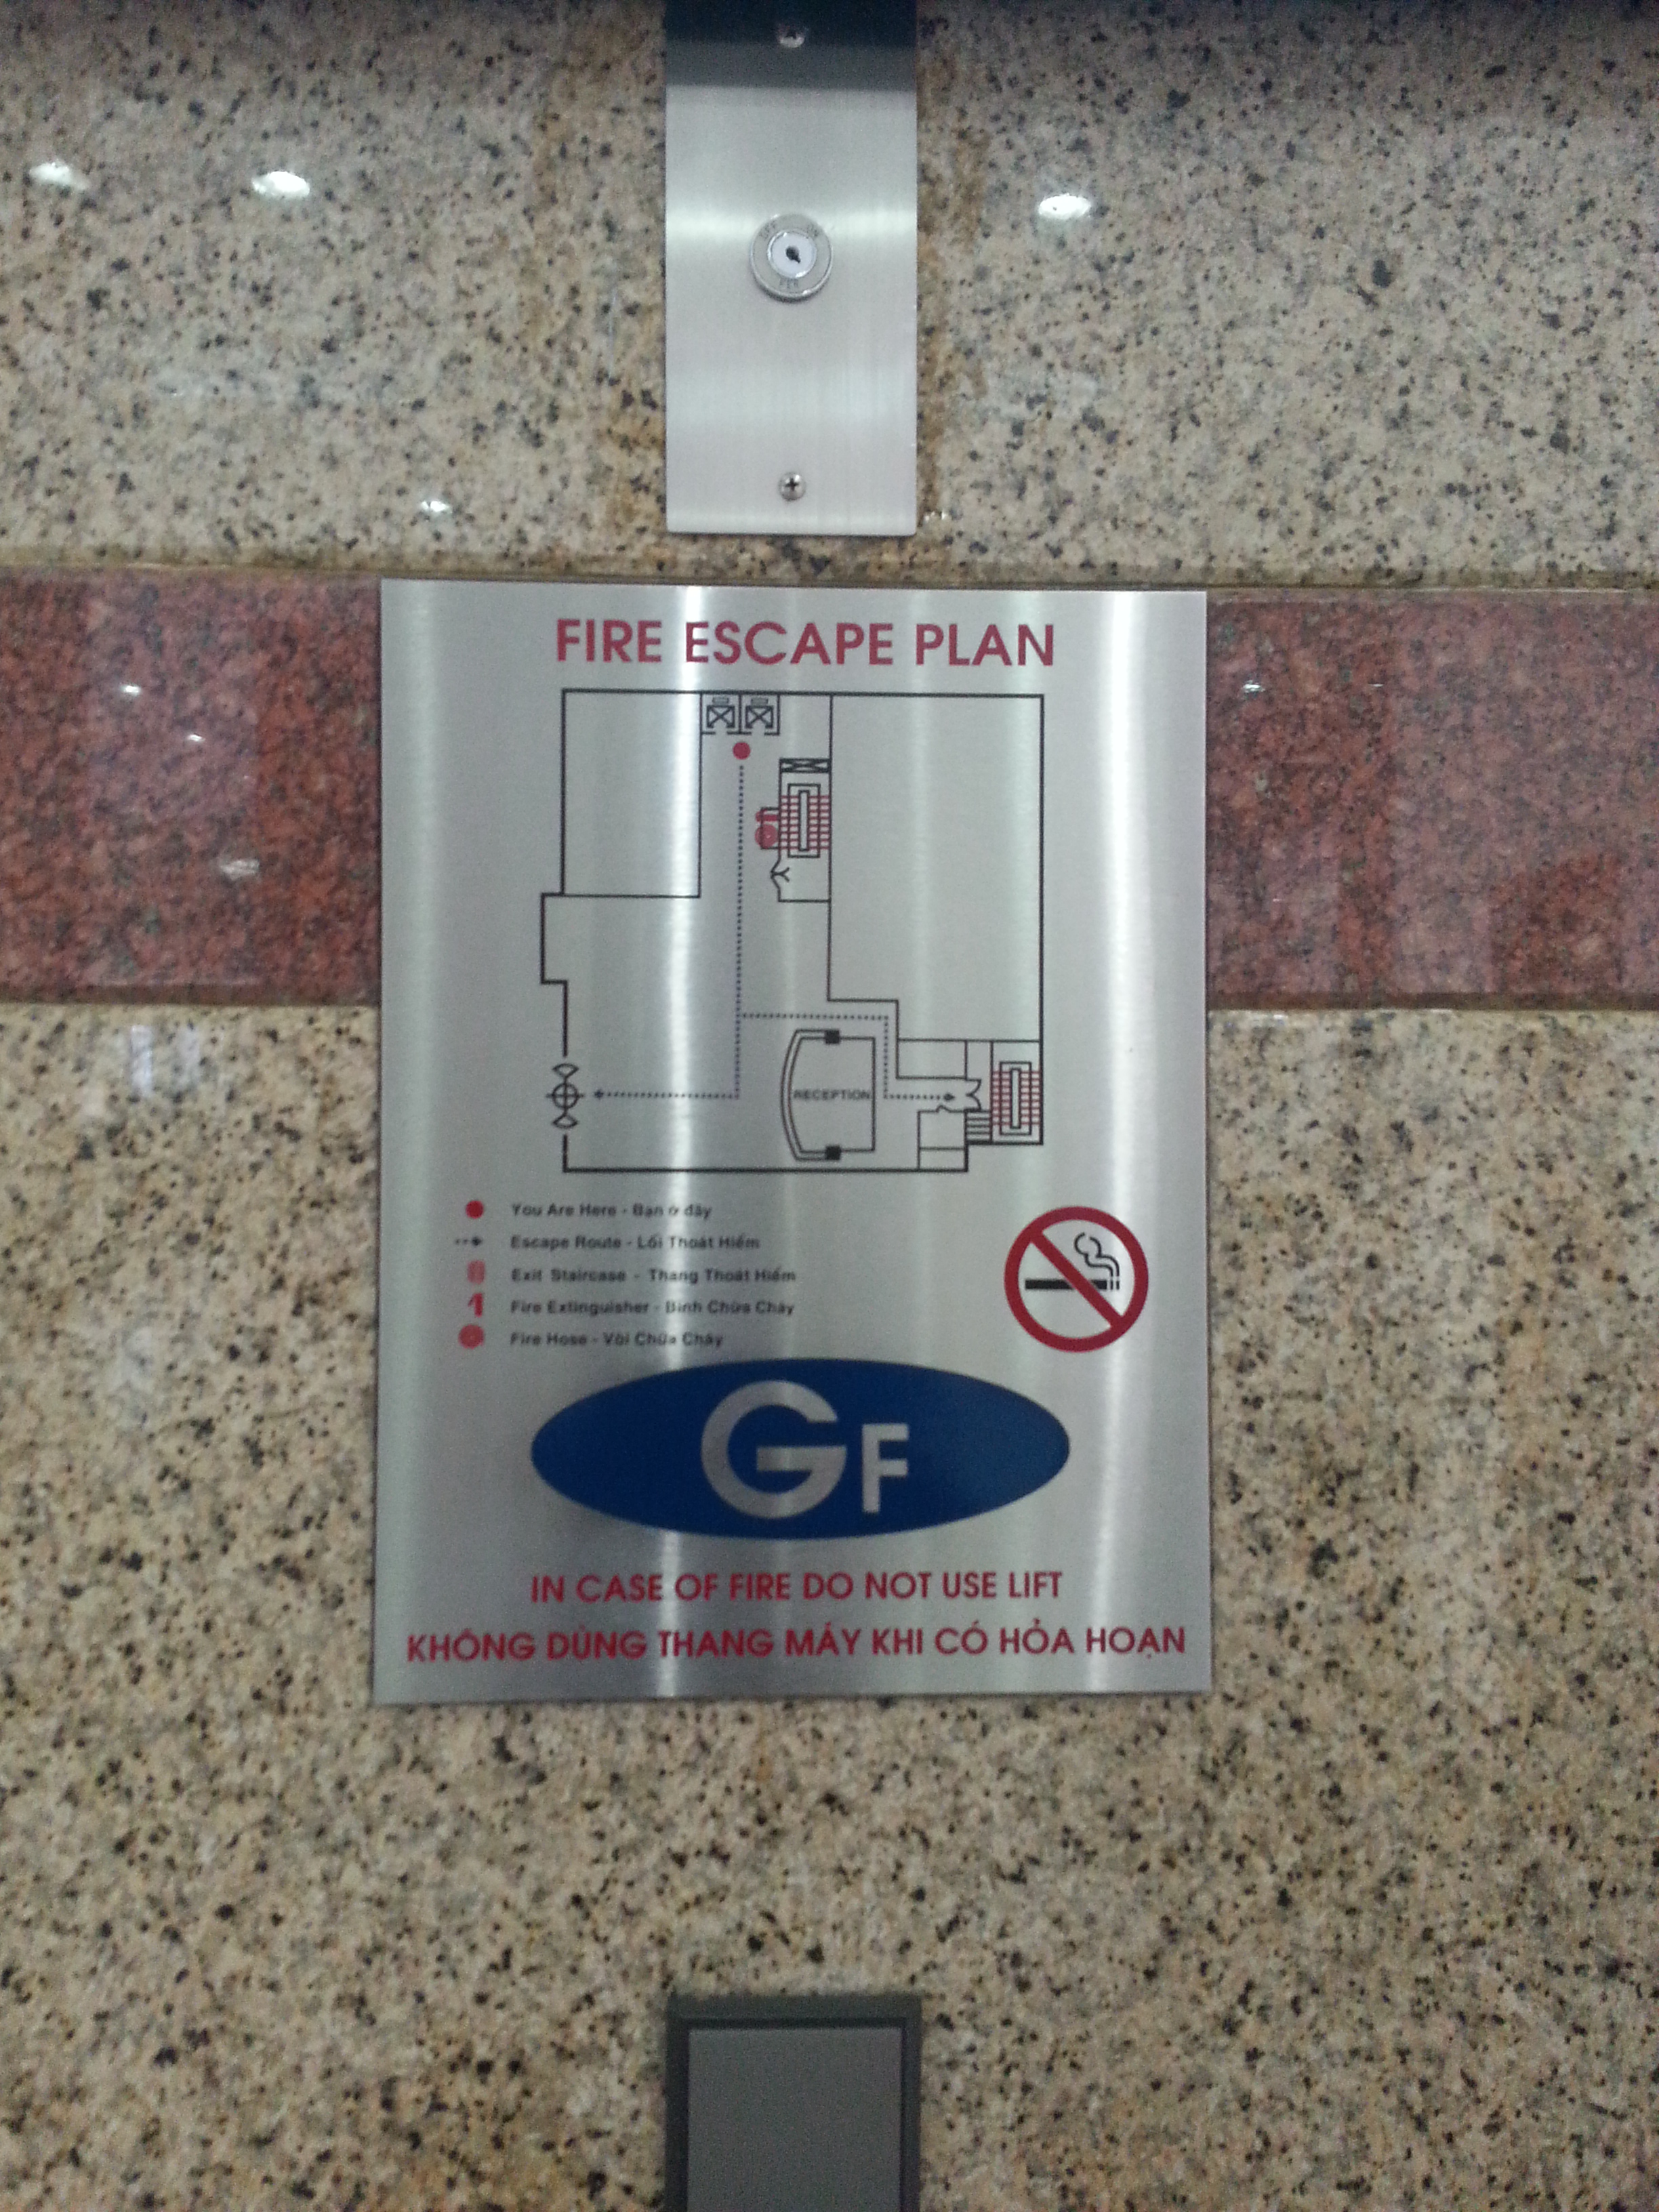 FIRE ESCAPE PLAN
RECEPTION
You Are Here - Bạn ở đây
Escape Route - Lối Thoát Hiểm
Exit Staircase - Thang Thoát Hiểm
Fire Extinguisher - Bình Chữa Cháy
Fire Hose - Vòi Chữa Cháy
GF
IN CASE OF FIRE DO NOT USE LIFT
KHÔNG DÙNG THANG MÁY KHI CÓ HỎA HOẠN